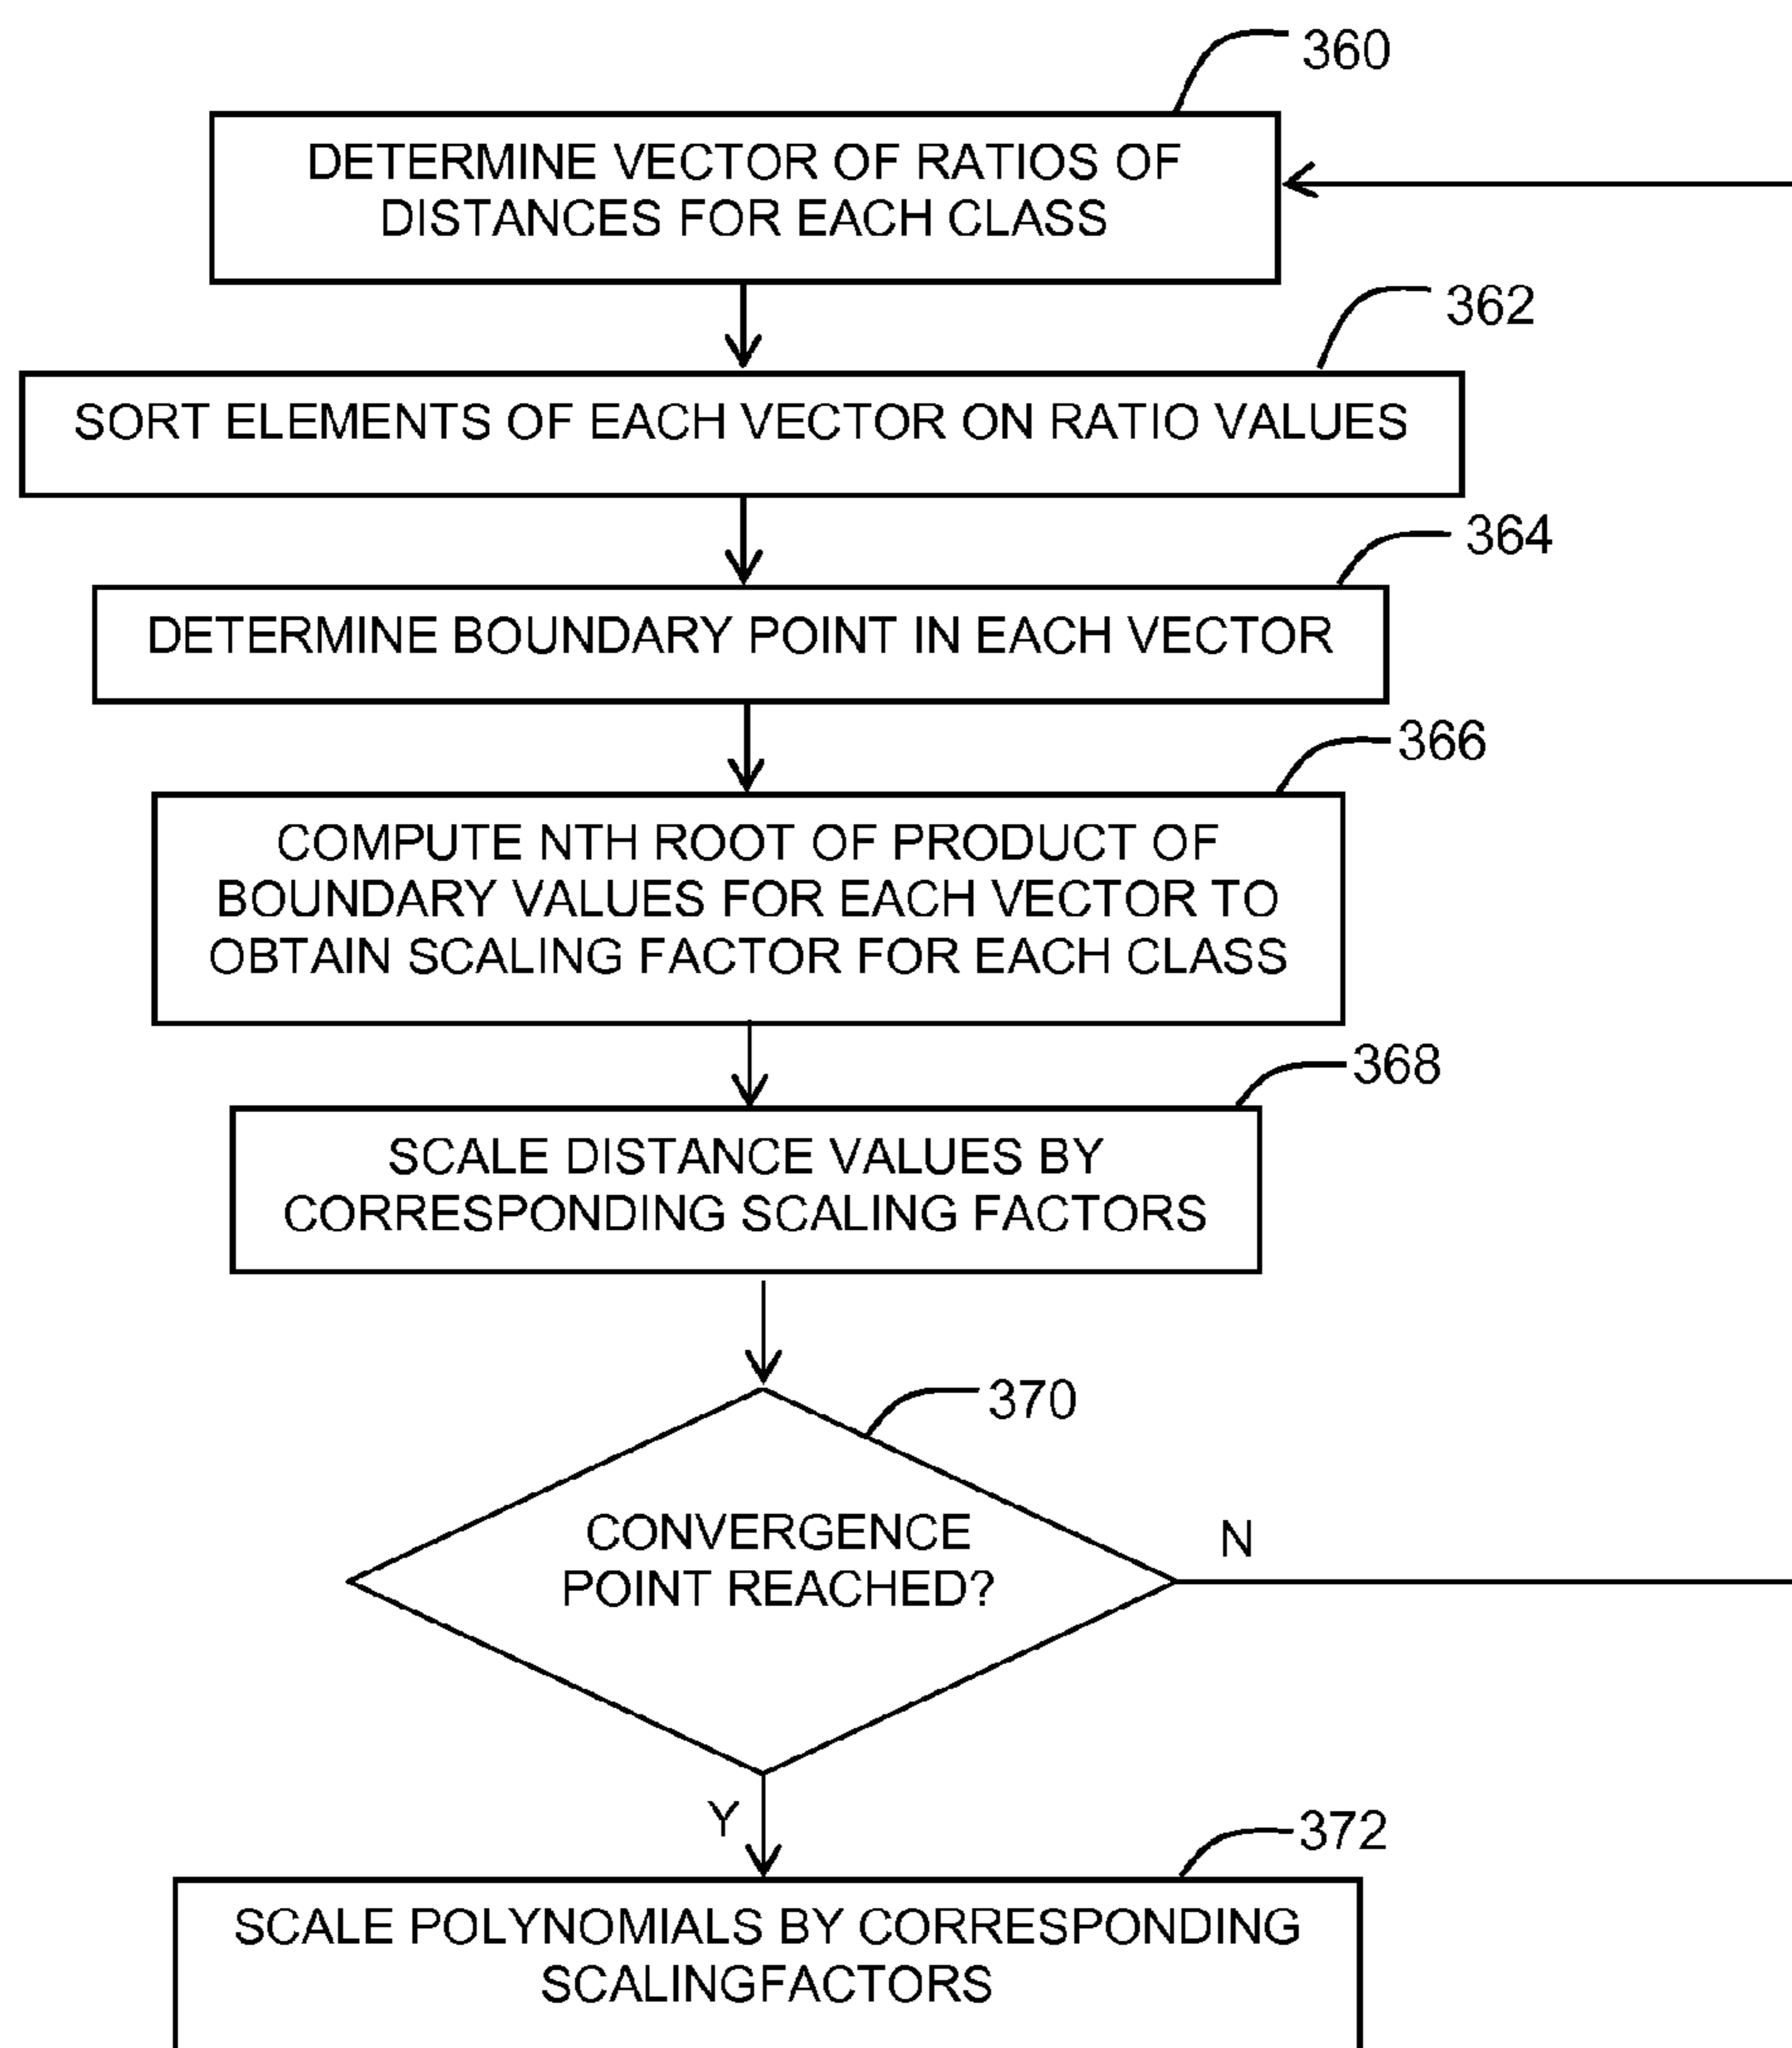 360
DETERMINE VECTOR OF RATIOS OF
DISTANCES FOR EACH CLASS
362
SORT ELEMENTS OF EACH VECTOR ON RATIO VALUES
364
DETERMINE BOUNDARY POINT IN EACH VECTOR
366
COMPUTE NTH ROOT OF PRODUCT OF
BOUNDARY VALUES FOR EACH VECTOR TO
OBTAIN SCALING FACTOR FOR EACH CLASS
368
SCALE DISTANCE VALUES BY
CORRESPONDING SCALING FACTORS
370
CONVERGENCE
POINT REACHED?
N
Y
372
SCALE POLYNOMIALS BY CORRESPONDING
SCALINGFACTORS